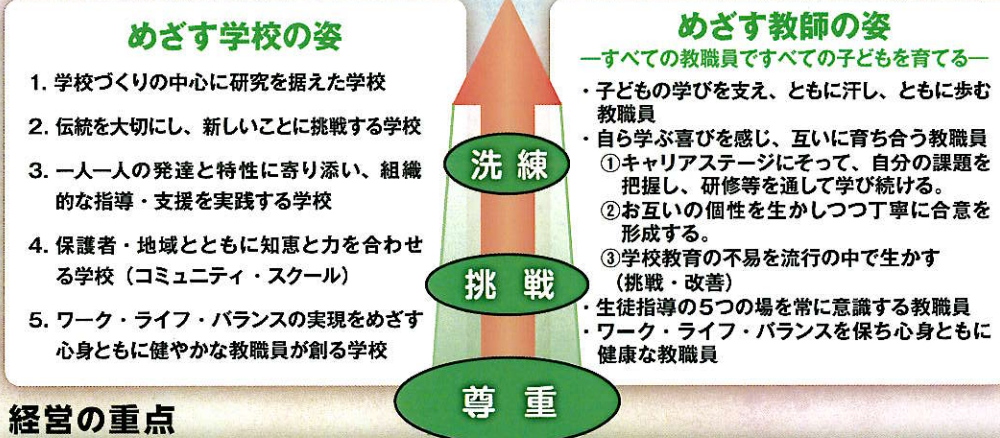 めざす学校の姿
1. 学校づくりの中心に研究を据えた学校
2. 伝統を大切にし、新しいことに挑戦する学校
3. 一人一人の発達と特性に寄り添い、組織
的な指導・支援を実践する学校
4. 保護者・地域とともに知恵と力を合わせ
る学校（コミュニティ・スクール）
5. ワーク・ライフ・バランスの実現をめざす
心身ともに健やかな教職員が創る学校
洗練
挑戦
尊重
めざす教師の姿
―すべての教職員ですべての子どもを育てる―
・子どもの学びを支え、ともに汗し、ともに歩む
教職員
・自ら学ぶ喜びを感じ、互いに育ち合う教職員
①キャリアステージにそって、自分の課題を
把握し、研修等を通して学び続ける。
②お互いの個性を生かしつつ丁寧に合意を
形成する。
③学校教育の不易を流行の中で生かす
（挑戦・改善）
・生徒指導の5つの場を常に意識する教職員
・ワーク・ライフ・バランスを保ち心身ともに
健康な教職員
経営の重点